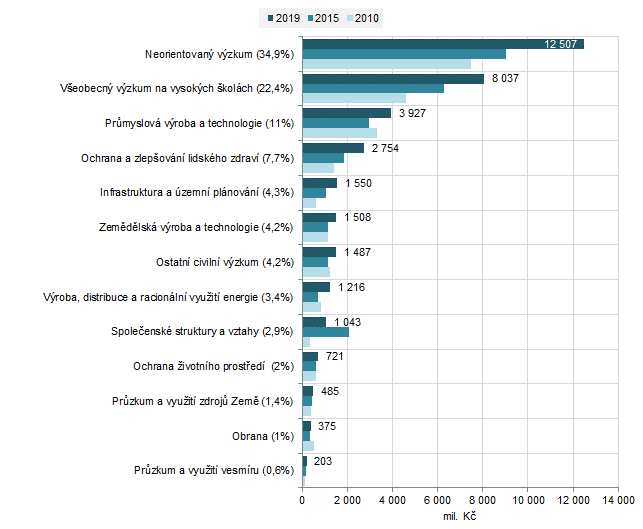 2019 2015 2010
Neorientovaný výzkum (34,9%) 12 507
Všeobecný výzkum na vysokých školách (22,4%) 8 037
Průmyslová výroba a technologie (11%) 3 927
Ochrana a zlepšování lidského zdraví (7,7%) 2 754
Infrastruktura a územní plánování (4,3%) 1 550
Zemědělská výroba a technologie (4,2%) 1 508
Ostatní civilní výzkum (4,2%) 1 487
Výroba, distribuce a racionální využití energie (3,4%) 1 216
Společenské struktury a vztahy (2,9%) 1 043
Ochrana životního prostředí (2%) 721
Průzkum a využití zdrojů Země (1,4%) 485
Obrana (1%) 375
Průzkum a využití vesmíru (0,6%) 203
0 2 000 4 000 6 000 8 000 10 000 12 000 14 000
mil. Kč